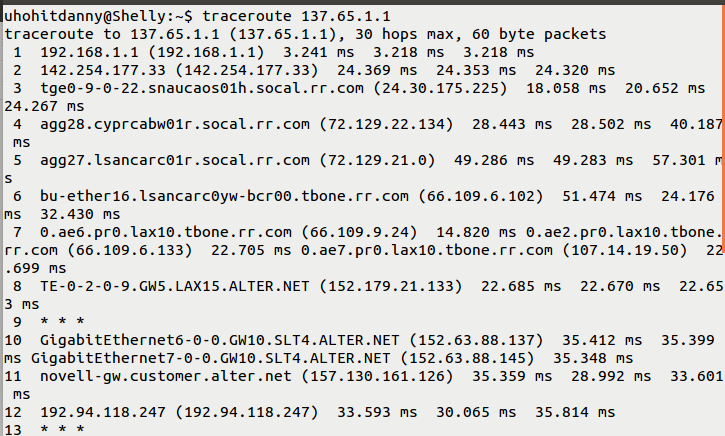 uhohitdanny@Shelly:~$ traceroute 137.65.1.1
traceroute to 137.65.1.1 (137.65.1.1), 30 hops max, 60 byte packets
 1  192.168.1.1 (192.168.1.1)  3.241 ms  3.218 ms  3.218 ms
 2  142.254.177.33 (142.254.177.33)  24.369 ms  24.353 ms  24.320 ms
 3  tge0-9-0-22.snaucaos01h.socal.rr.com (24.30.175.225)  18.058 ms  20.652 ms
24.267 ms
 4  agg28.cyprcabw01r.socal.rr.com (72.129.22.134)  28.443 ms  28.502 ms  40.187
 ms
 5  agg27.lsancarc01r.socal.rr.com (72.129.21.0)  49.286 ms  49.283 ms  57.301 m
s
 6  bu-ether16.lsancarc0yw-bcr00.tbone.rr.com (66.109.6.102)  51.474 ms  24.176
ms  32.430 ms
 7  0.ae6.pr0.lax10.tbone.rr.com (66.109.9.24)  14.820 ms 0.ae2.pr0.lax10.tbone.
rr.com (66.109.6.133)  22.705 ms 0.ae7.pr0.lax10.tbone.rr.com (107.14.19.50)  22
.699 ms
 8  TE-0-2-0-9.GW5.LAX15.ALTER.NET (152.179.21.133)  22.685 ms  22.670 ms  22.65
3 ms
 9  * * *
10  GigabitEthernet6-0-0.GW10.SLT4.ALTER.NET (152.63.88.137)  35.412 ms  35.399
ms GigabitEthernet7-0-0.GW10.SLT4.ALTER.NET (152.63.88.145)  35.348 ms
11  novell-gw.customer.alter.net (157.130.161.126)  35.359 ms  28.992 ms  33.601
 ms
12  192.94.118.247 (192.94.118.247)  33.593 ms  30.065 ms  35.814 ms
13  * * *